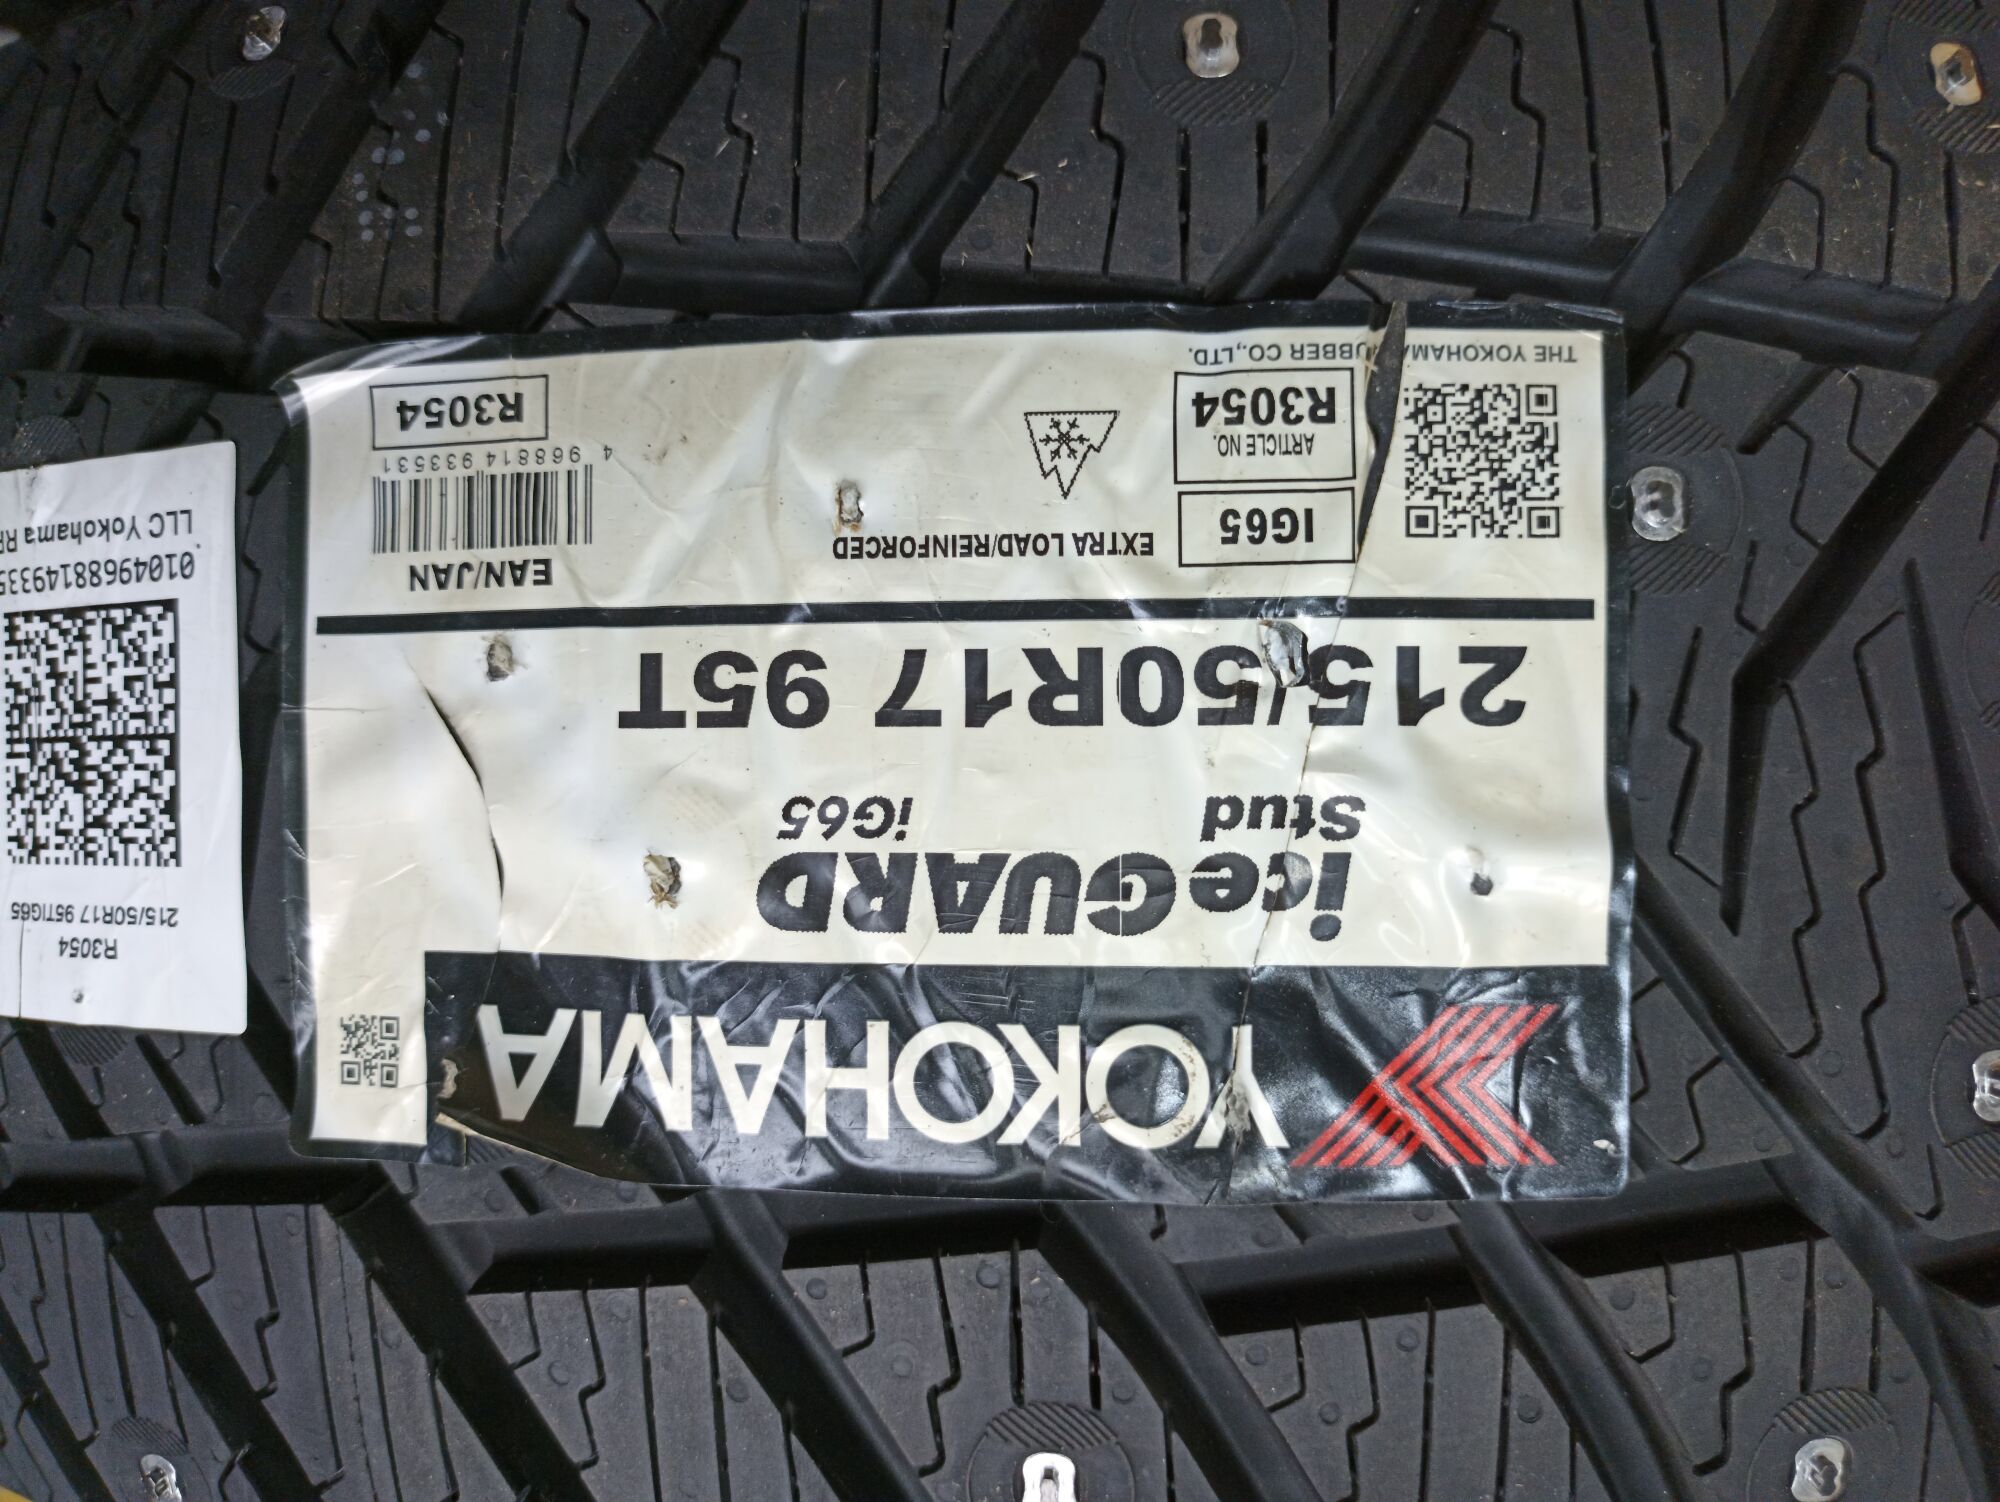 YOKOHAMA
iceGUARD
Stud iG65
215/50R17 95T
IG65
EXTRA LOAD/REINFORCED
EAN/JAN
ARTICLE NO.
R3054
4 968814 933531
R3054
THE YOKOHAMA RUBBER CO.,LTD.
R3054
215/50R17 95TIG65
LLC Yokohama